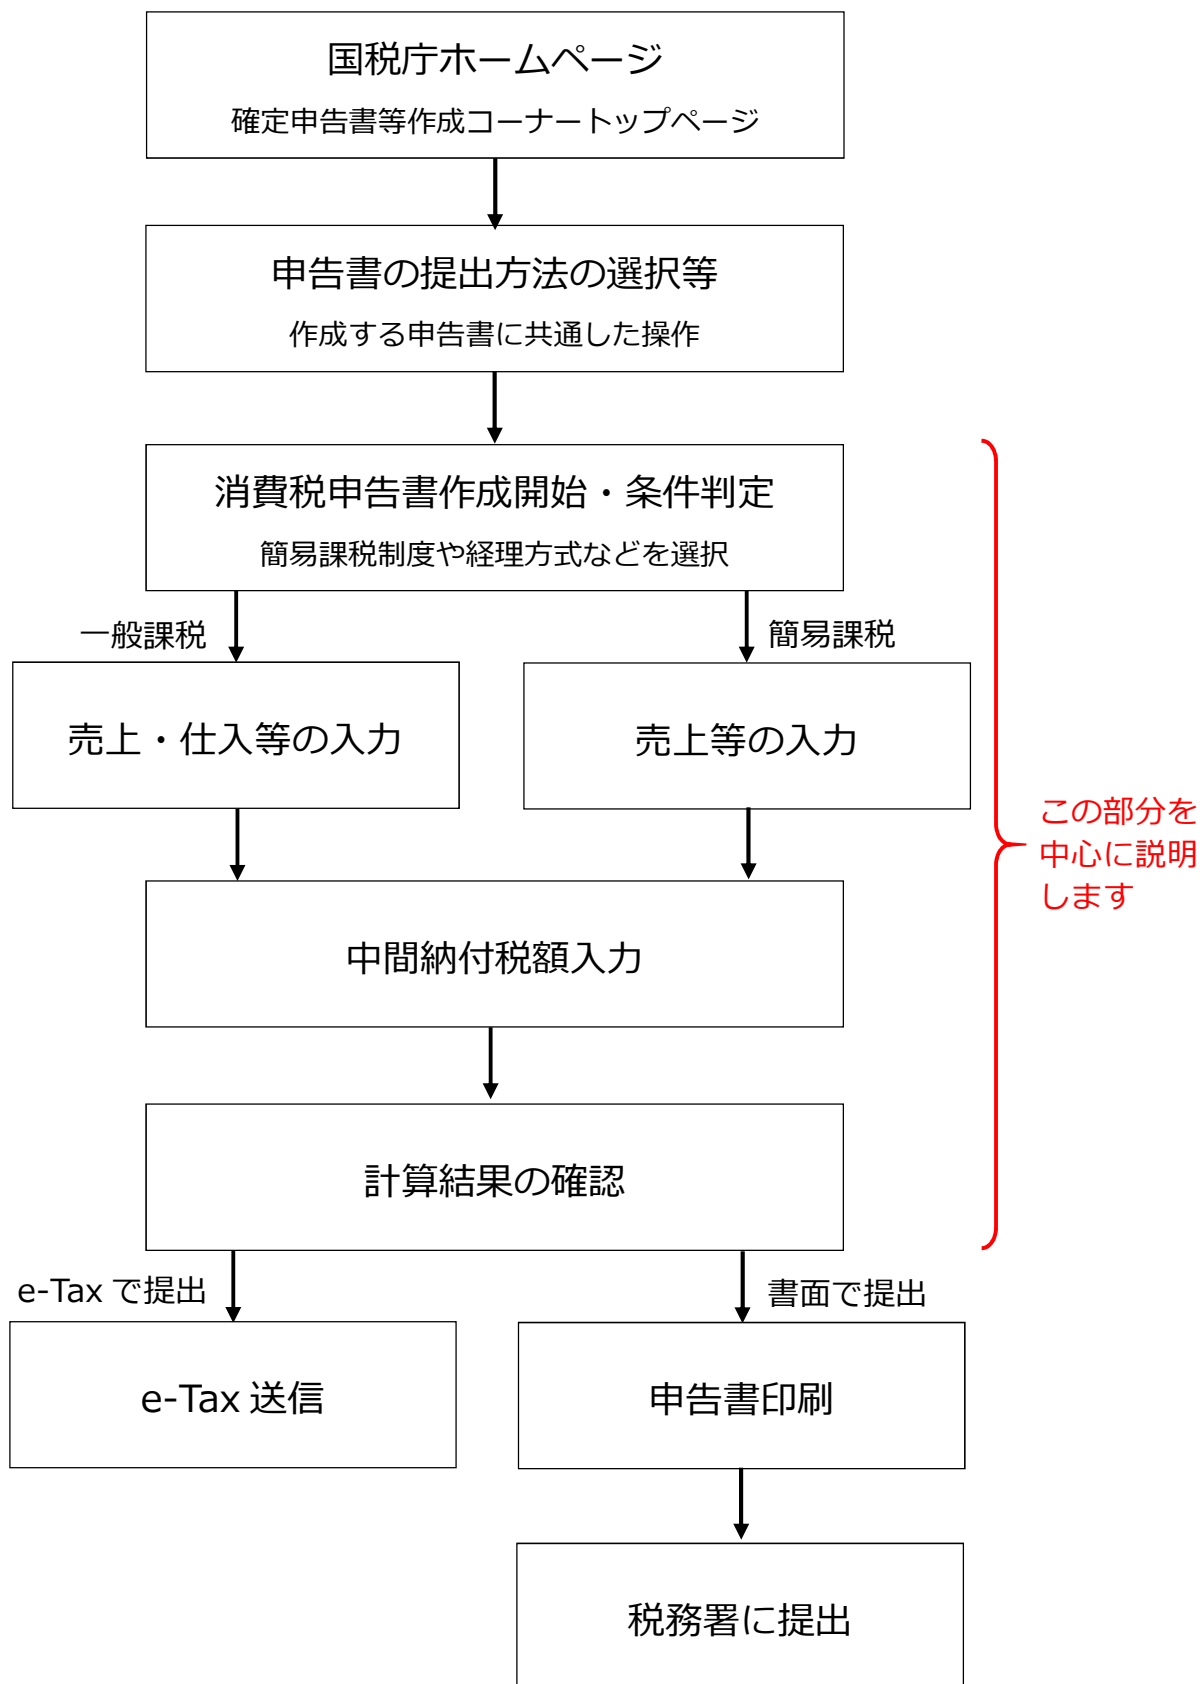 国税庁ホームページ
確定申告書等作成コーナートップページ
申告書の提出方法の選択等
作成する申告書に共通した操作
消費税申告書作成開始・条件判定
簡易課税制度や経理方式などを選択
一般課税
簡易課税
売上・仕入等の入力
売上等の入力
この部分を
中心に説明
します
中間納付税額入力
計算結果の確認
e-Tax で提出
書面で提出
e-Tax 送信
申告書印刷
税務署に提出